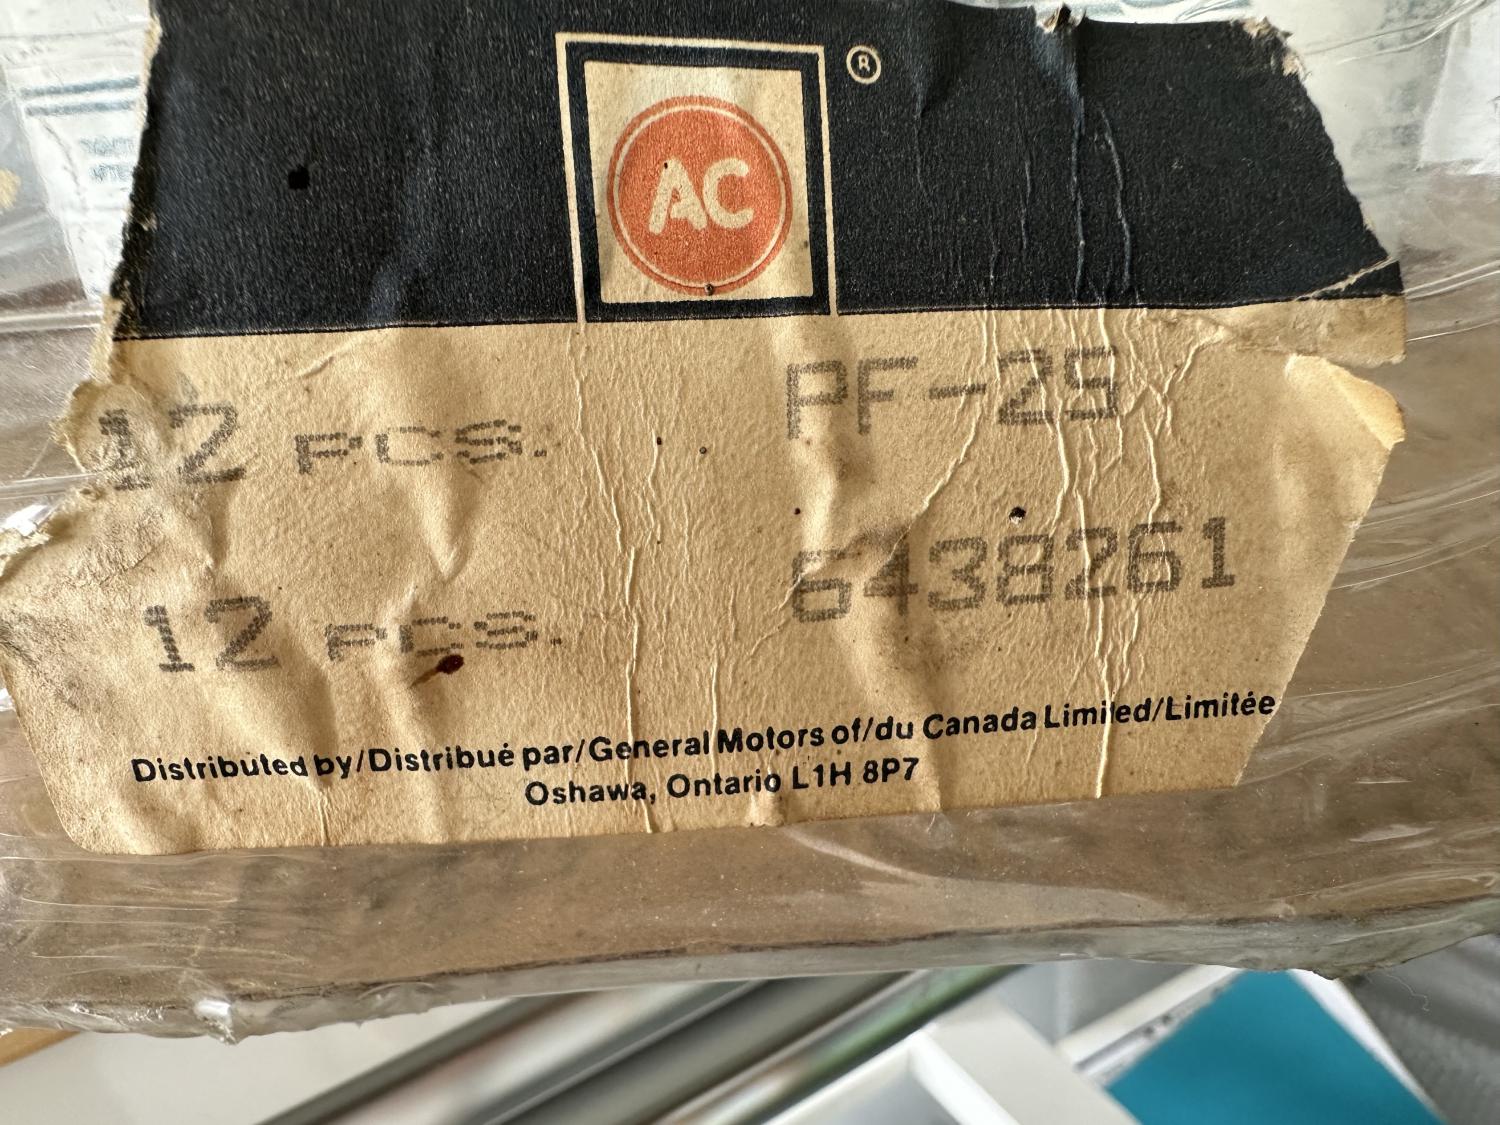 AC ®
12 PCS. PF-25
6438261
12 PCS.
Distributed by/Distribué par/General Motors of/du Canada Limited/Limitée
Oshawa, Ontario L1H 8P7